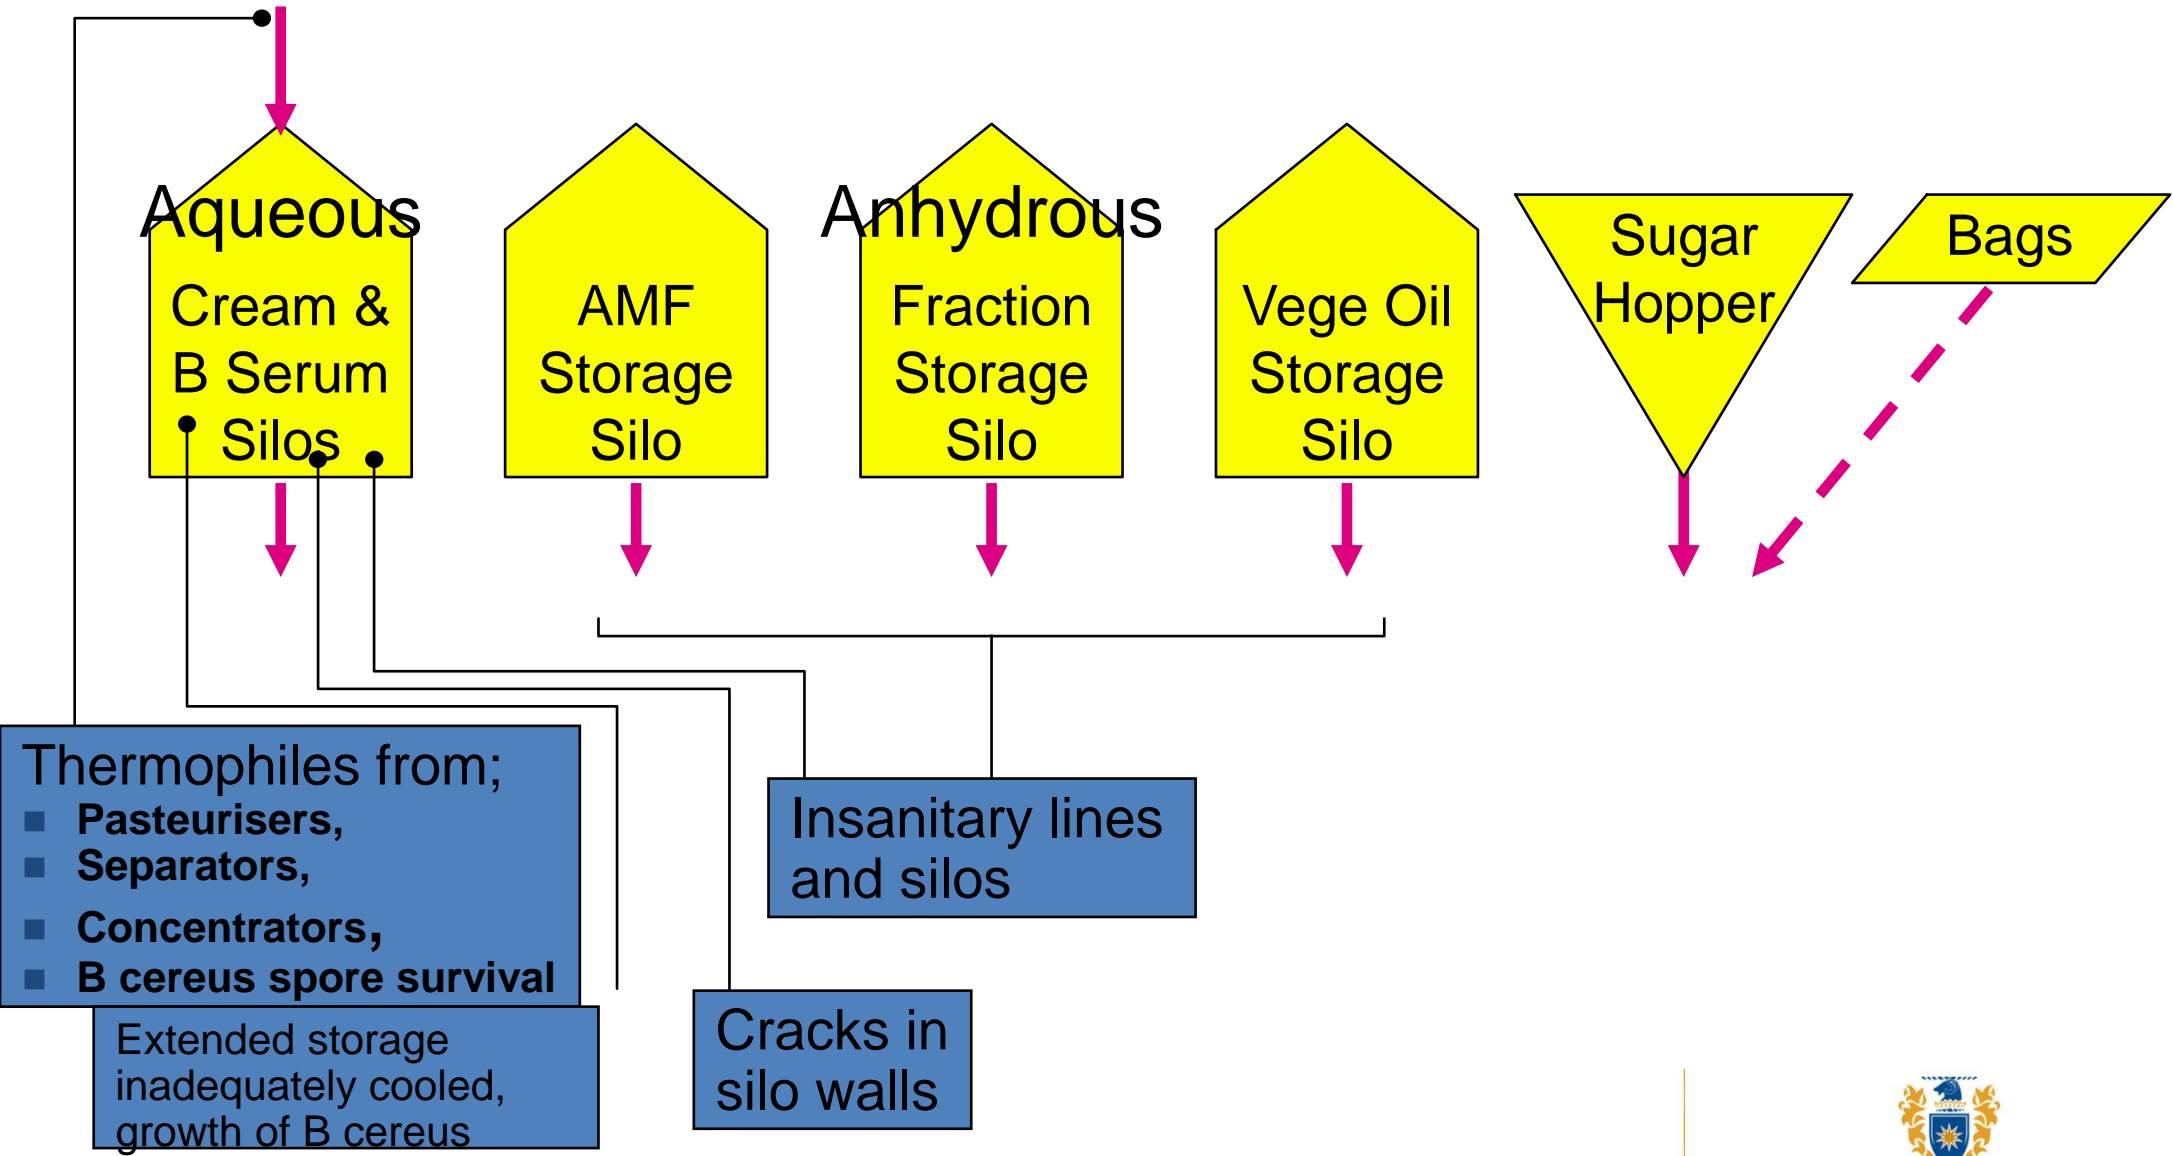 Aqueous
Cream &
B Serum
Silos
AMF
Storage
Silo
Anhydrous
Fraction
Storage
Silo
Vege Oil
Storage
Silo
Sugar
Hopper
Bags
Thermophiles from;
Pasteurisers,
Separators,
Concentrators,
B cereus spore survival
Extended storage
inadequately cooled,
growth of B cereus
Cracks in
silo walls
Insanitary lines
and silos